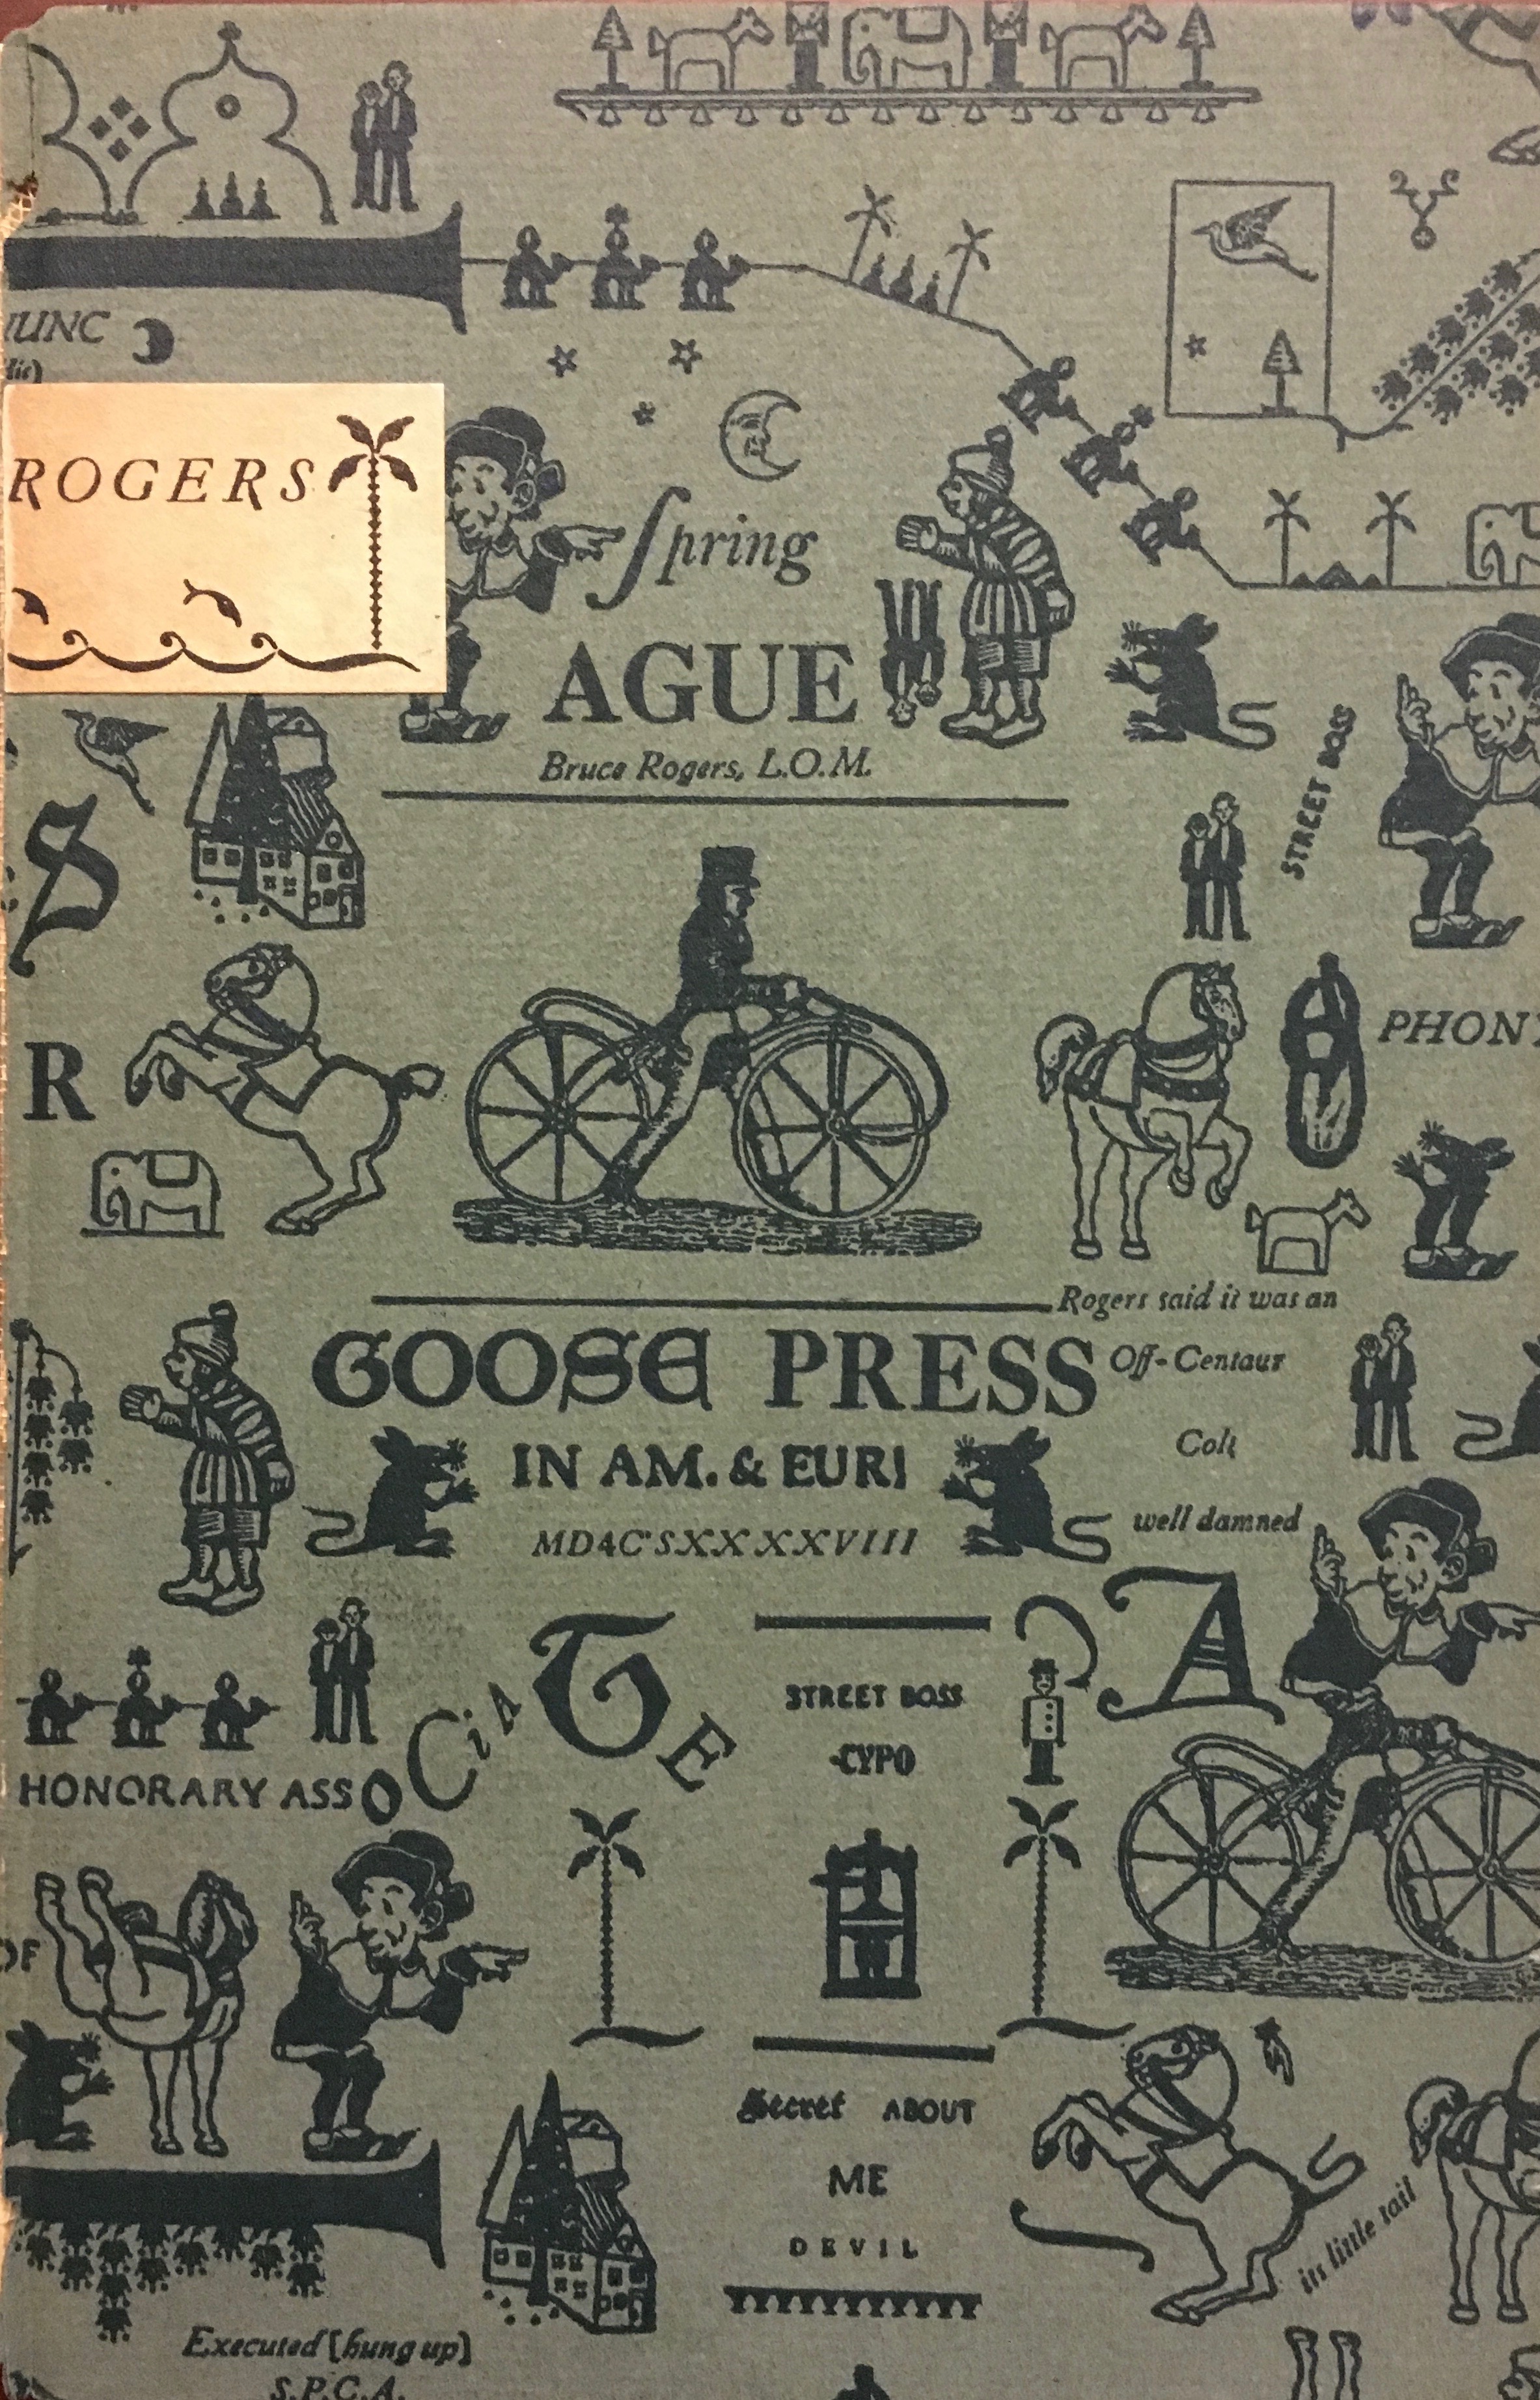 ROGERS
Spring
AGUE
Bruce Rogers, L.O.M.
STREET BOSS
S
R
Rogers said it was an
GOOSE PRESS
Off-Centaur
IN AM. & EURI
Colt
MD4C'SXXXXXVIII
well damned
A
HONORARY ASSOCiATE
STREET BOSS
OF
Secret ABOUT
ME
DEVIL
its little tail
Executed [hung up]
S.P.C.A.